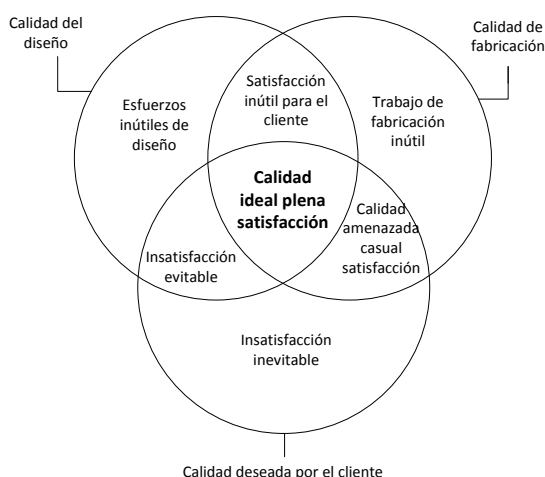 Calidad del
diseño
Calidad de
fabricación
Satisfacción
inútil para el
cliente
Esfuerzos
inútiles de
diseño
Trabajo de
fabricación
inútil
Calidad
ideal plena
satisfacción
Calidad
amenazada
casual
satisfacción
Insatisfacción
evitable
Insatisfacción
inevitable
Calidad deseada por el cliente